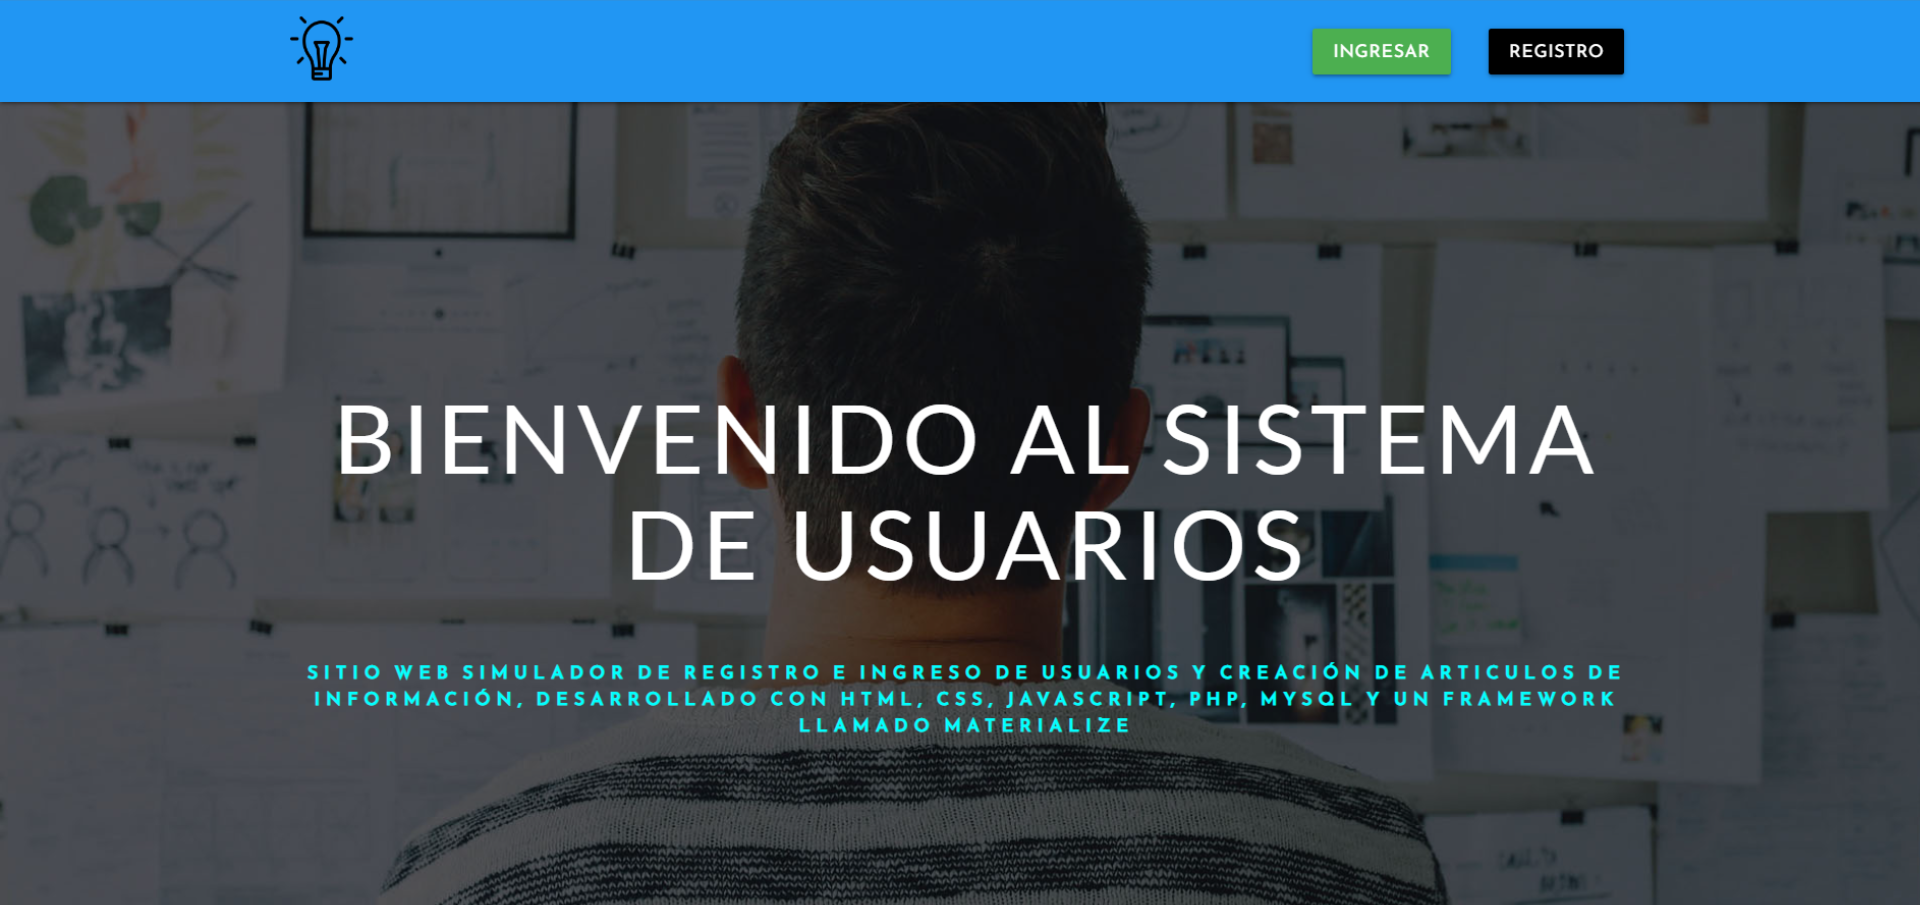 INGRESAR
REGISTRO
BIENVENIDO AL SISTEMA
DE USUARIOS
SITIO WEB SIMULADOR DE REGISTRO E INGRESO DE USUARIOS Y CREACIÓN DE ARTICULOS DE
INFORMACIÓN, DESARROLLADO CON HTML, CSS, JAVASCRIPT, PHP, MYSQL Y UN FRAMEWORK
LLAMADO MATERIALIZE